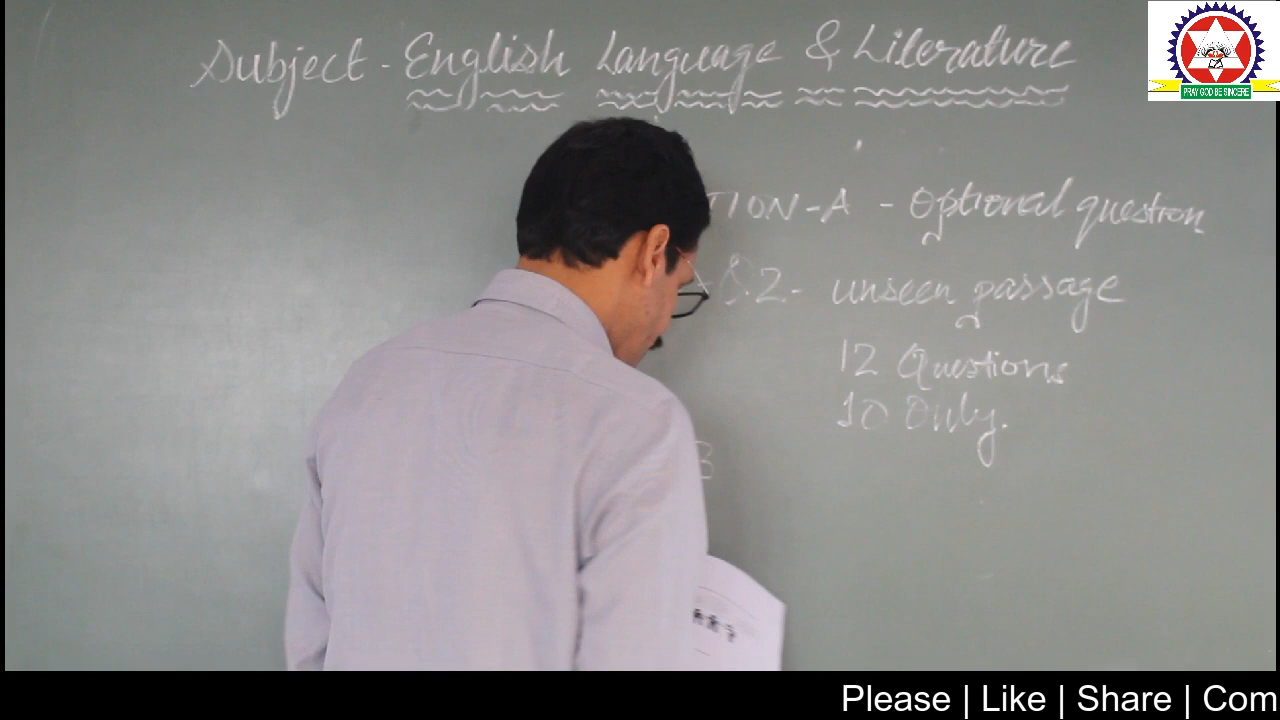 Subject - English Language & Literature
PRAY GOD BE SINCERE
TION-A - Optional question
Q.2- unseen passage
12 Questions
10 Only.
B
Please | Like | Share | Com